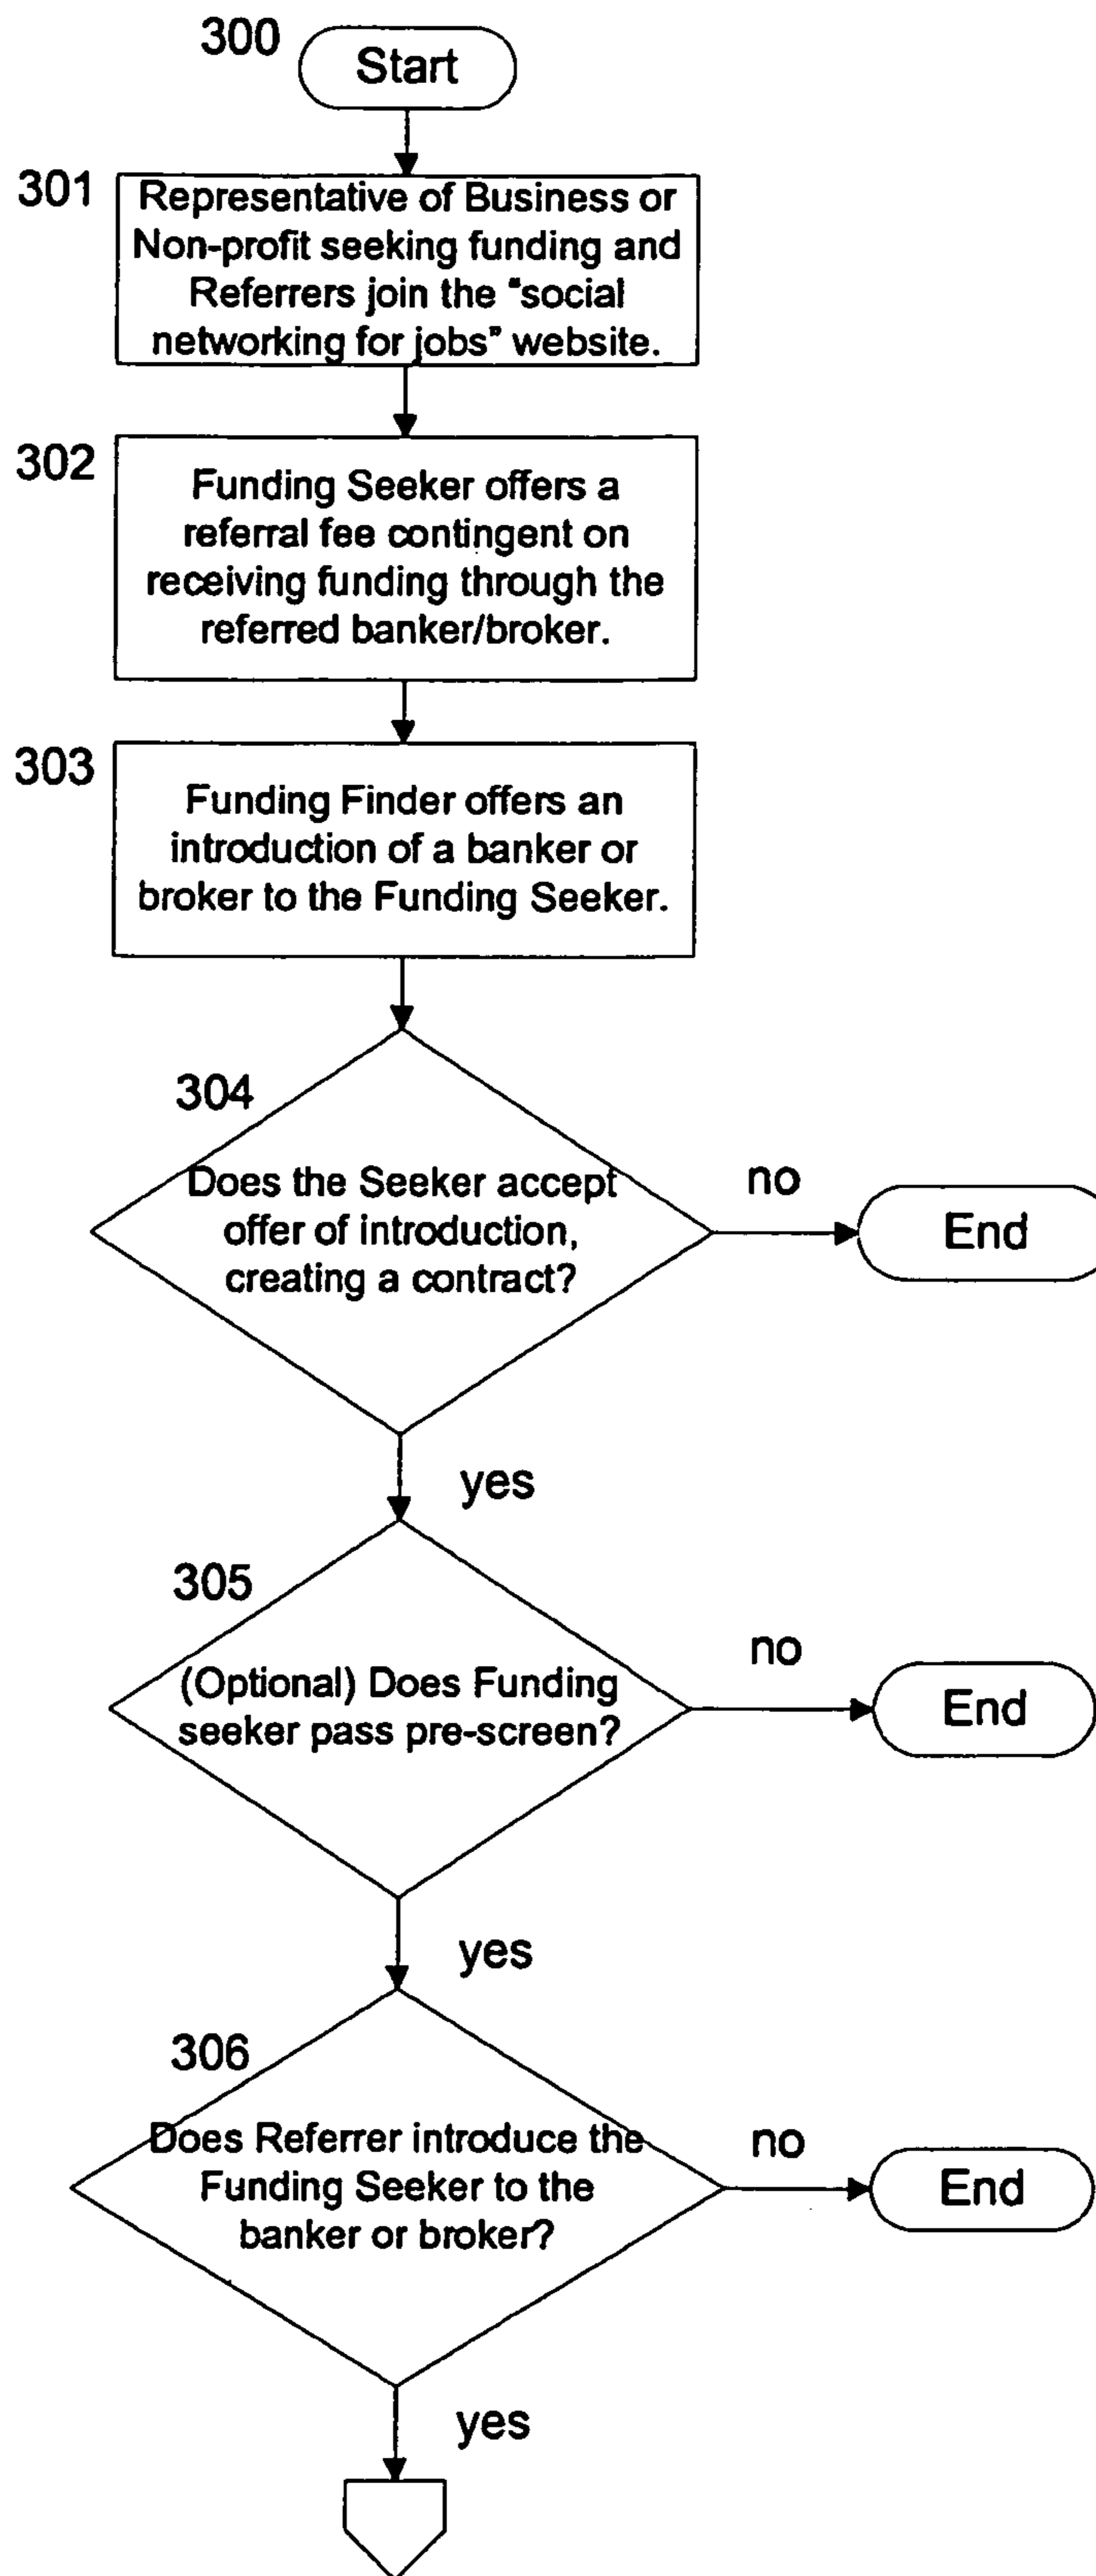 300
Start
301
Representative of Business or
Non-profit seeking funding and
Referrers join the "social
networking for jobs" website.
302
Funding Seeker offers a
referral fee contingent on
receiving funding through the
referred banker/broker.
303
Funding Finder offers an
introduction of a banker or
broker to the Funding Seeker.
304
Does the Seeker accept
offer of introduction,
creating a contract?
no
End
yes
305
(Optional) Does Funding
seeker pass pre-screen?
no
End
yes
306
Does Referrer introduce the
Funding Seeker to the
banker or broker?
no
End
yes